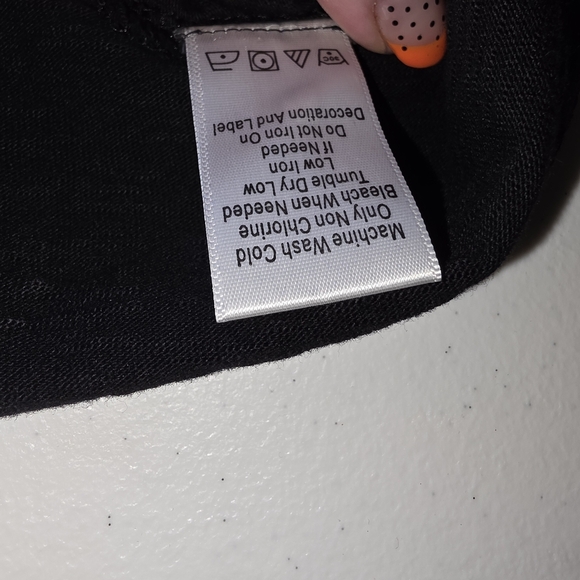 30C
Machine Wash Cold
Only Non Chlorine
Bleach When Needed
Tumble Dry Low
Low Iron
If Needed
Do Not Iron On
Decoration And Label